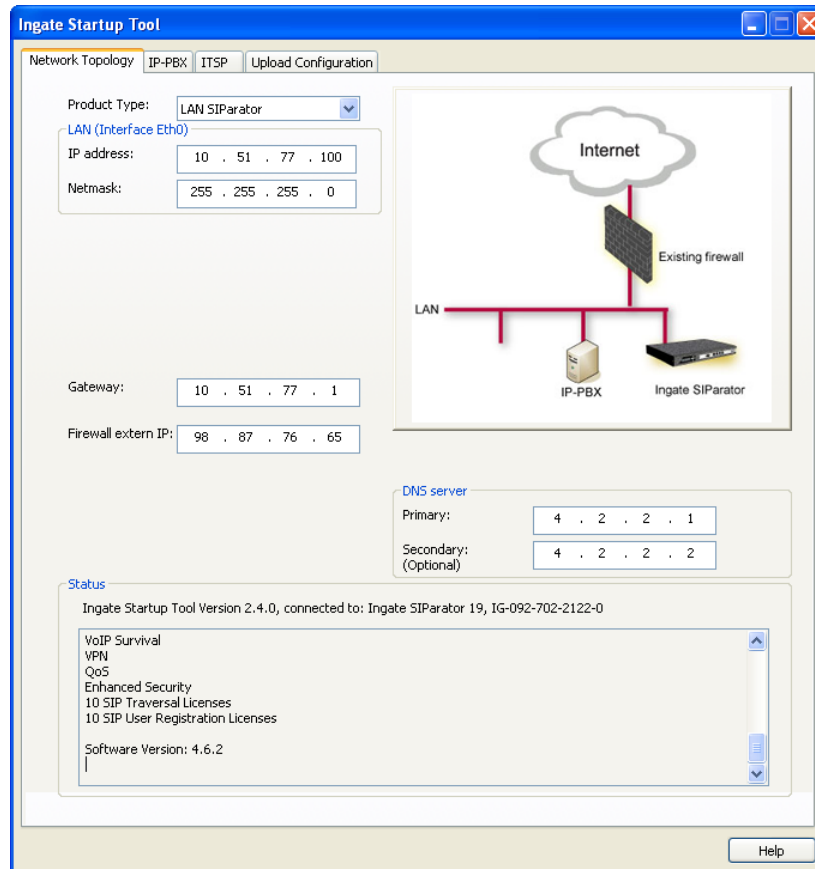 Ingate Startup Tool
Network Topology IP-PBX ITSP Upload Configuration
Product Type: LAN SIParator
LAN (Interface Eth0)
IP address: 10 . 51 . 77 . 100
Netmask: 255 . 255 . 255 . 0
Gateway: 10 . 51 . 77 . 1
Firewall extern IP: 98 . 87 . 76 . 65
Internet
Existing firewall
LAN
IP-PBX
Ingate SIParator
DNS server
Primary: 4 . 2 . 2 . 1
Secondary: 4 . 2 . 2 . 2
(Optional)
Status
Ingate Startup Tool Version 2.4.0, connected to: Ingate SIParator 19, IG-092-702-2122-0
VoIP Survival
VPN
QoS
Enhanced Security
10 SIP Traversal Licenses
10 SIP User Registration Licenses
Software Version: 4.6.2
Help